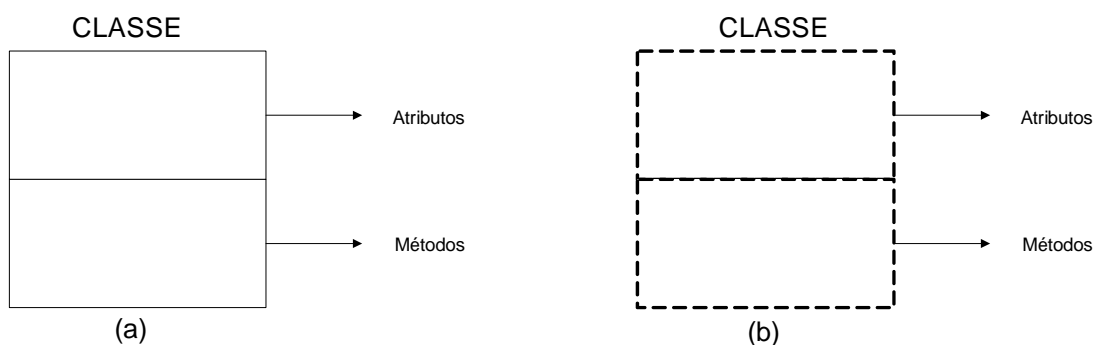 CLASSE
Atributos
Métodos
(a)
CLASSE
Atributos
Métodos
(b)